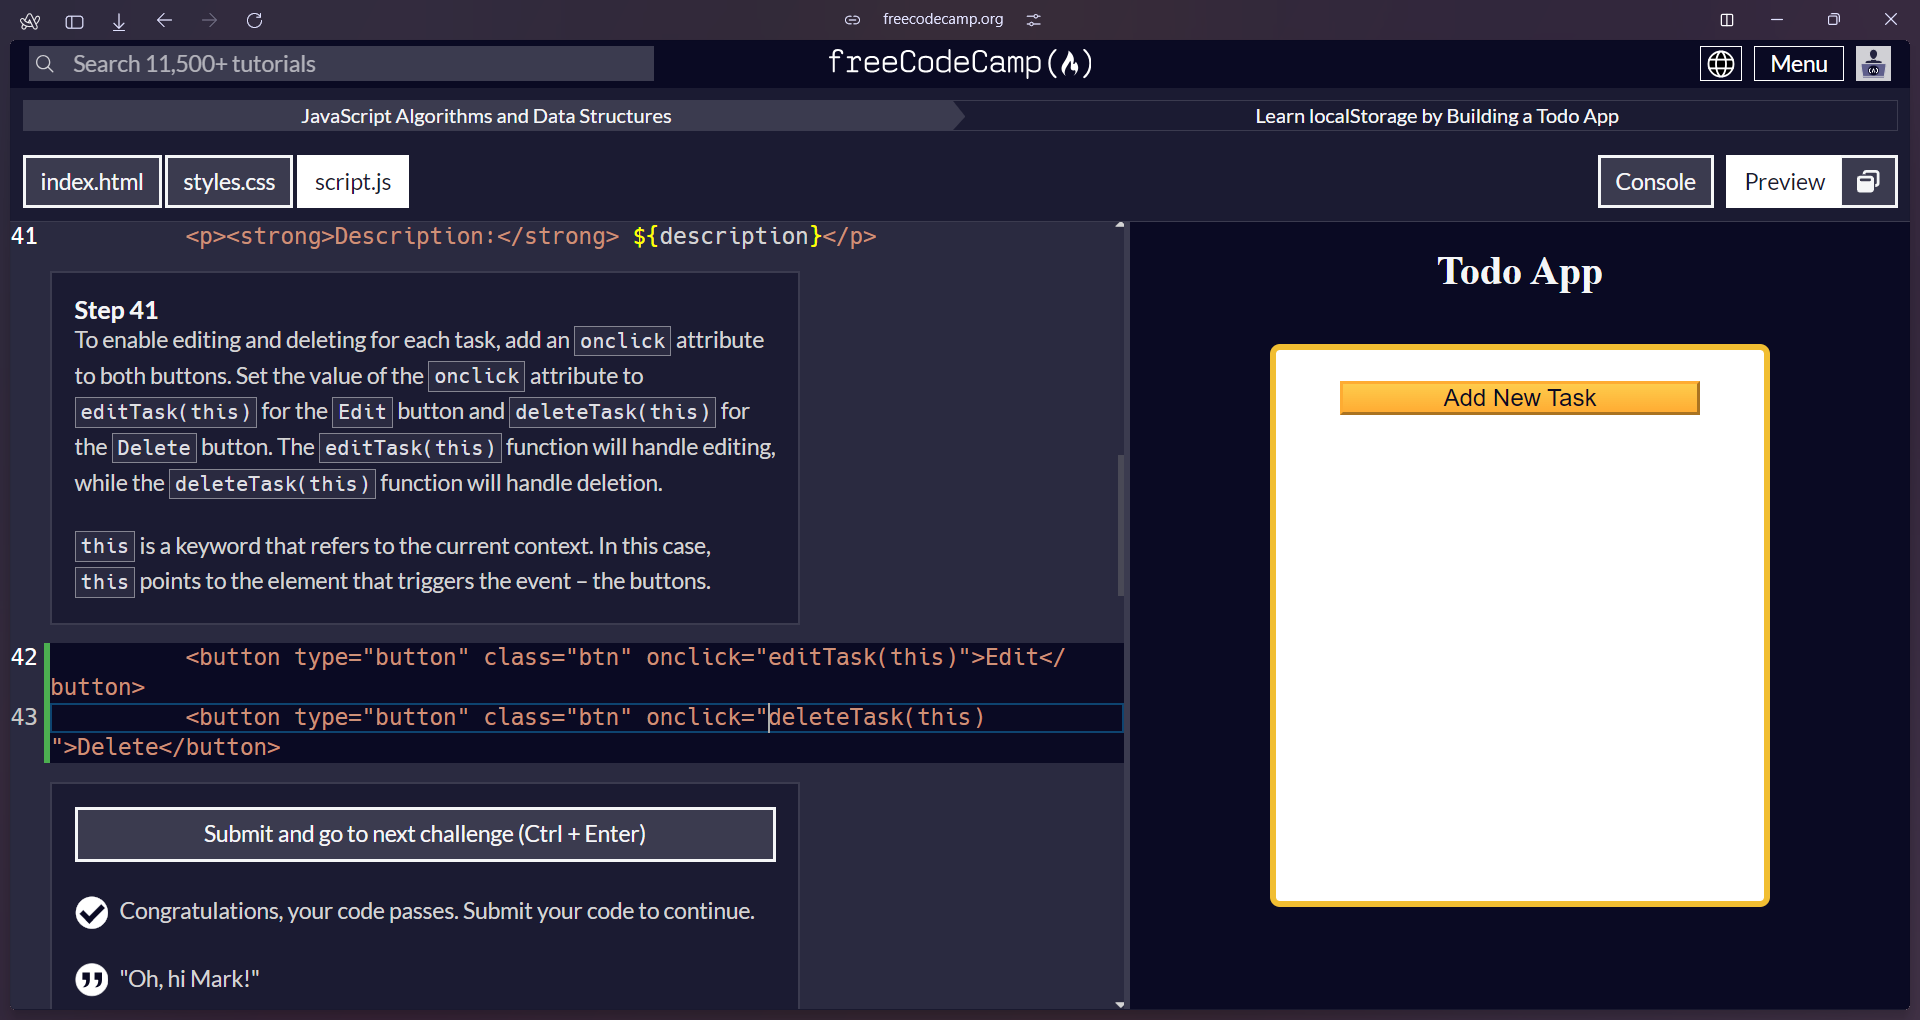 freecodecamp.org
Search 11,500+ tutorials
freeCodeCamp(🔥)
Menu
JavaScript Algorithms and Data Structures
Learn localStorage by Building a Todo App
index.html
styles.css
script.js
Console
Preview
41 <p><strong>Description:</strong> ${description}</p>
Step 41
To enable editing and deleting for each task, add an onclick attribute
to both buttons. Set the value of the onclick attribute to
editTask(this) for the Edit button and deleteTask(this) for
the Delete button. The editTask(this) function will handle editing,
while the deleteTask(this) function will handle deletion.
this is a keyword that refers to the current context. In this case,
this points to the element that triggers the event – the buttons.
42 <button type="button" class="btn" onclick="editTask(this)">Edit</
button>
43 <button type="button" class="btn" onclick="deleteTask(this)
">Delete</button>
Submit and go to next challenge (Ctrl + Enter)
Congratulations, your code passes. Submit your code to continue.
"Oh, hi Mark!"
Todo App
Add New Task